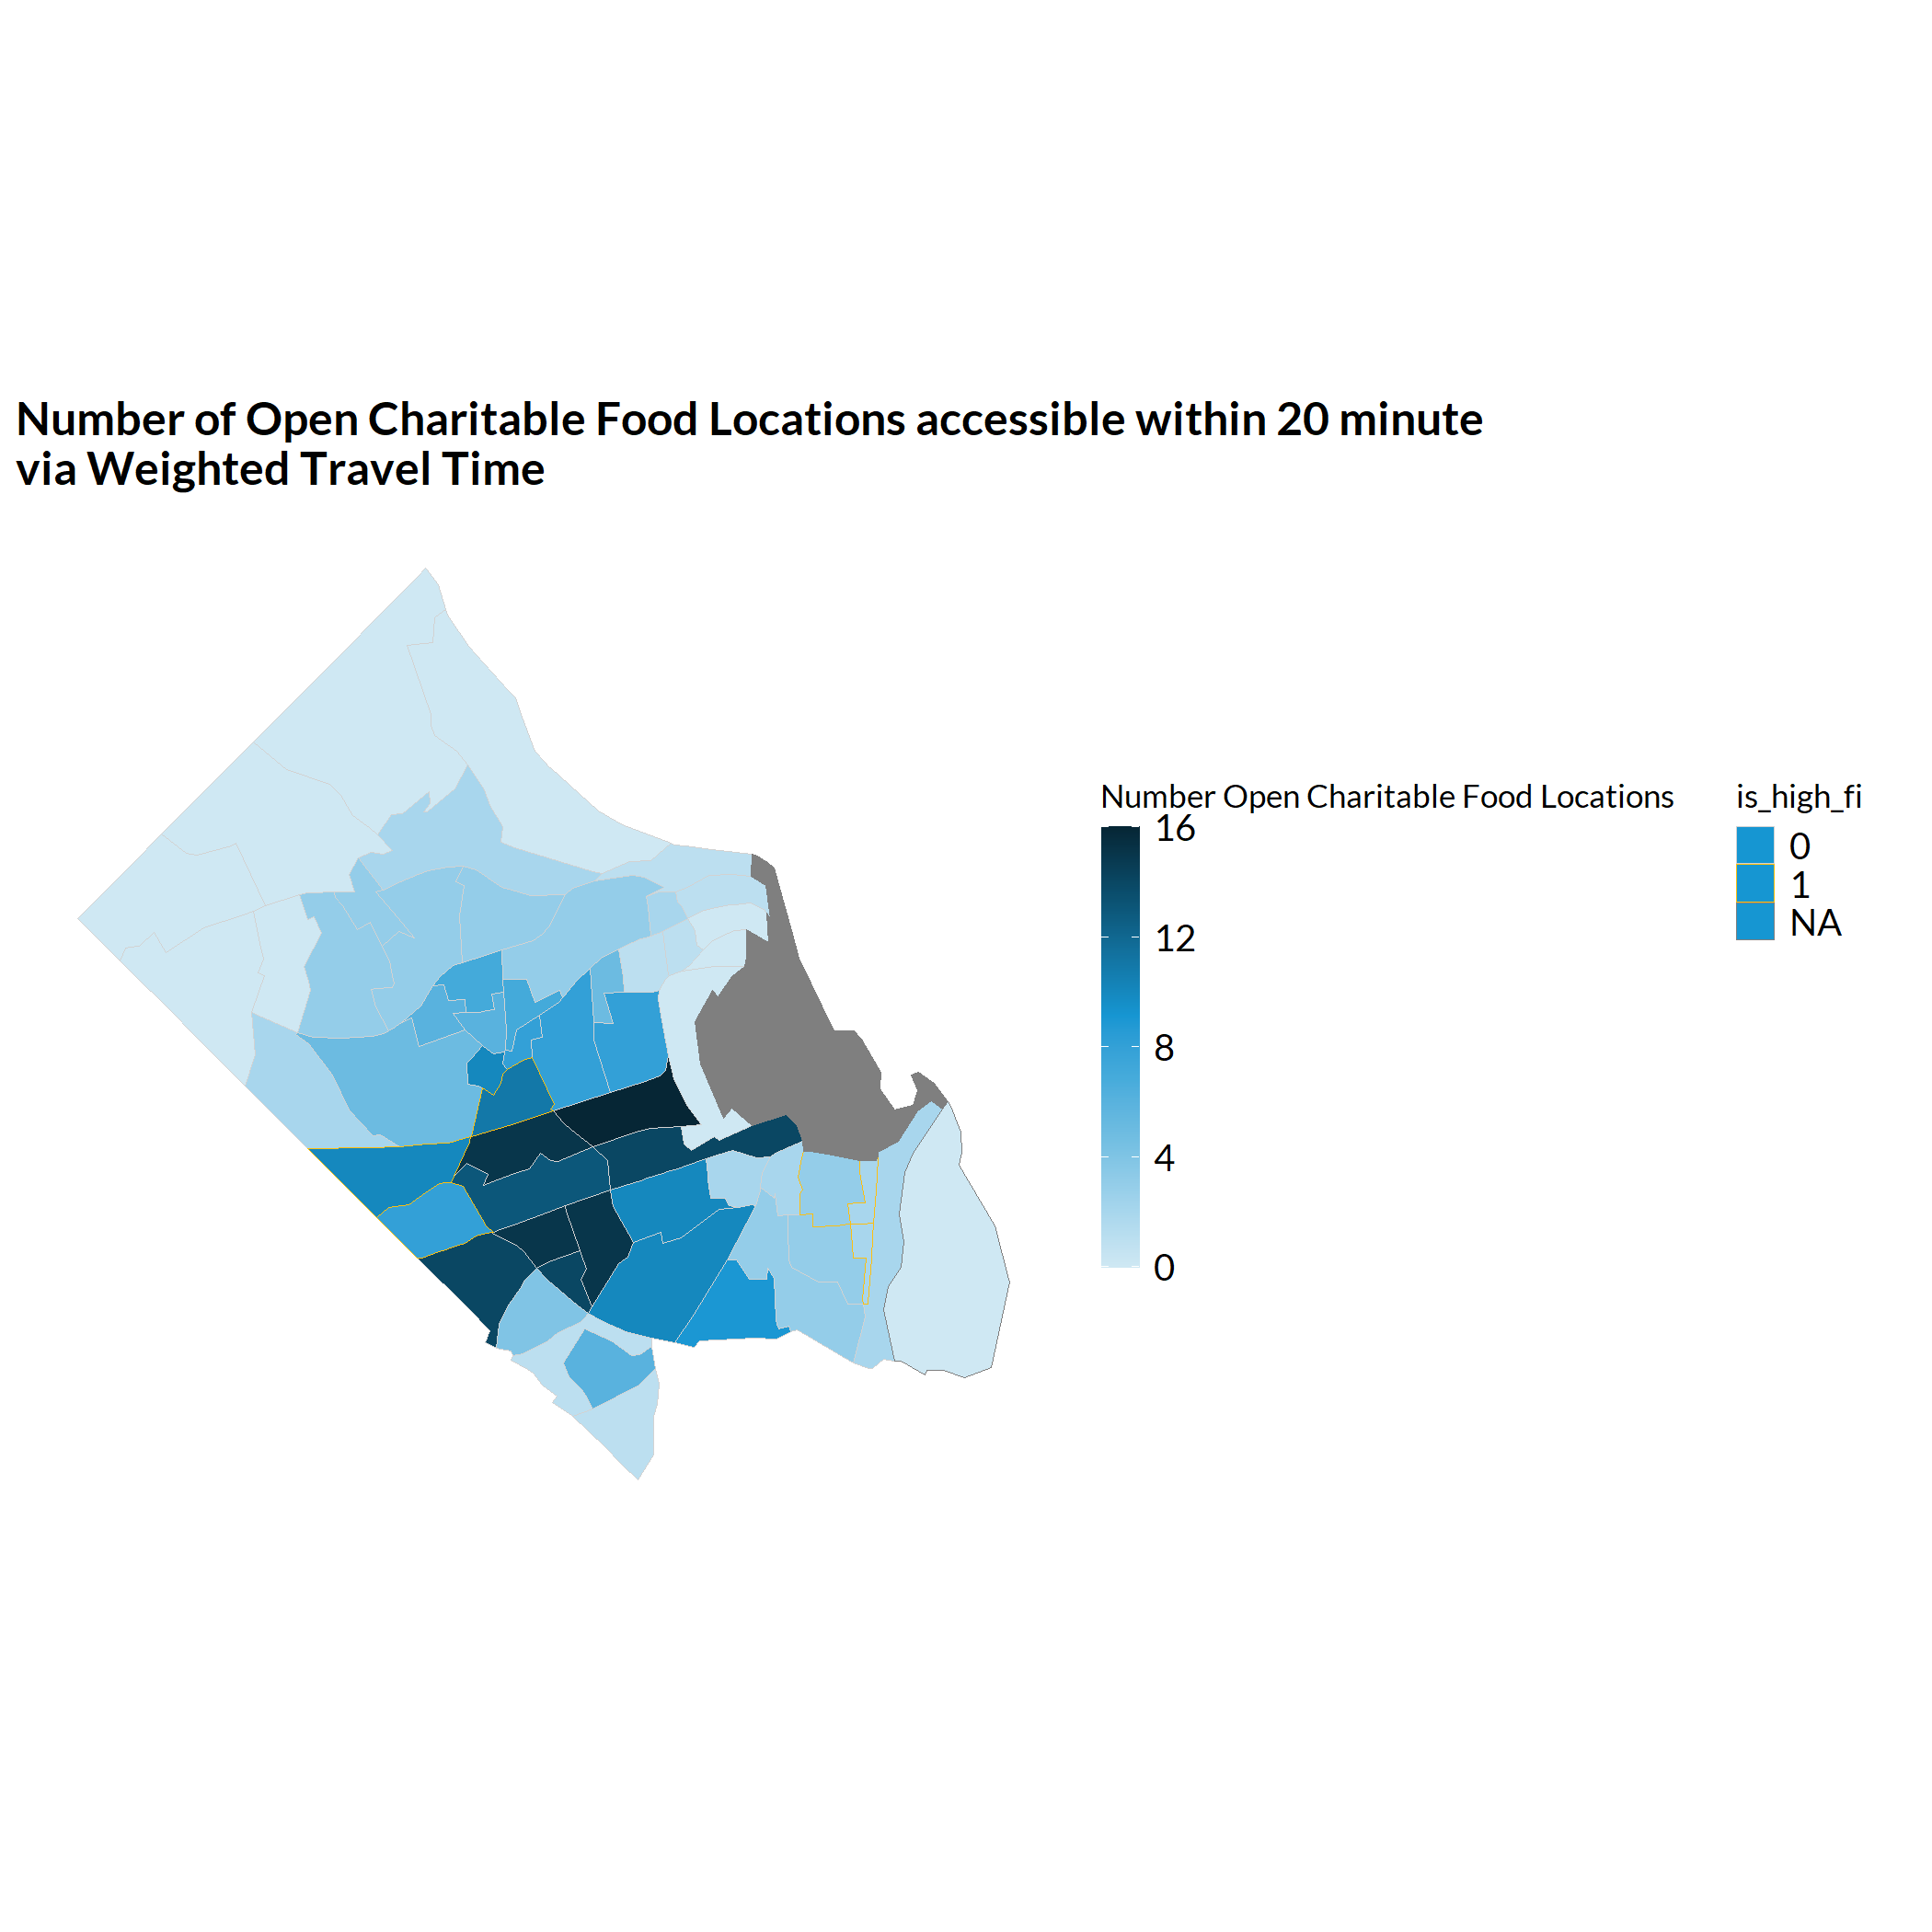 Number of Open Charitable Food Locations accessible within 20 minute
via Weighted Travel Time
Number Open Charitable Food Locations
16
12
8
4
0
is_high_fi
0
1
NA